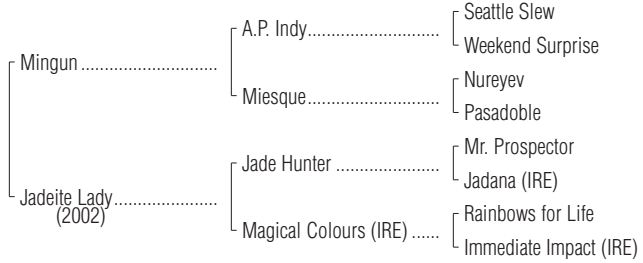 Seattle Slew
A.P. Indy
Weekend Surprise
Mingun
Nureyev
Miesque
Pasadoble
Mr. Prospector
Jade Hunter
Jadana (IRE)
Jadeite Lady
(2002)
Rainbows for Life
Magical Colours (IRE)
Immediate Impact (IRE)